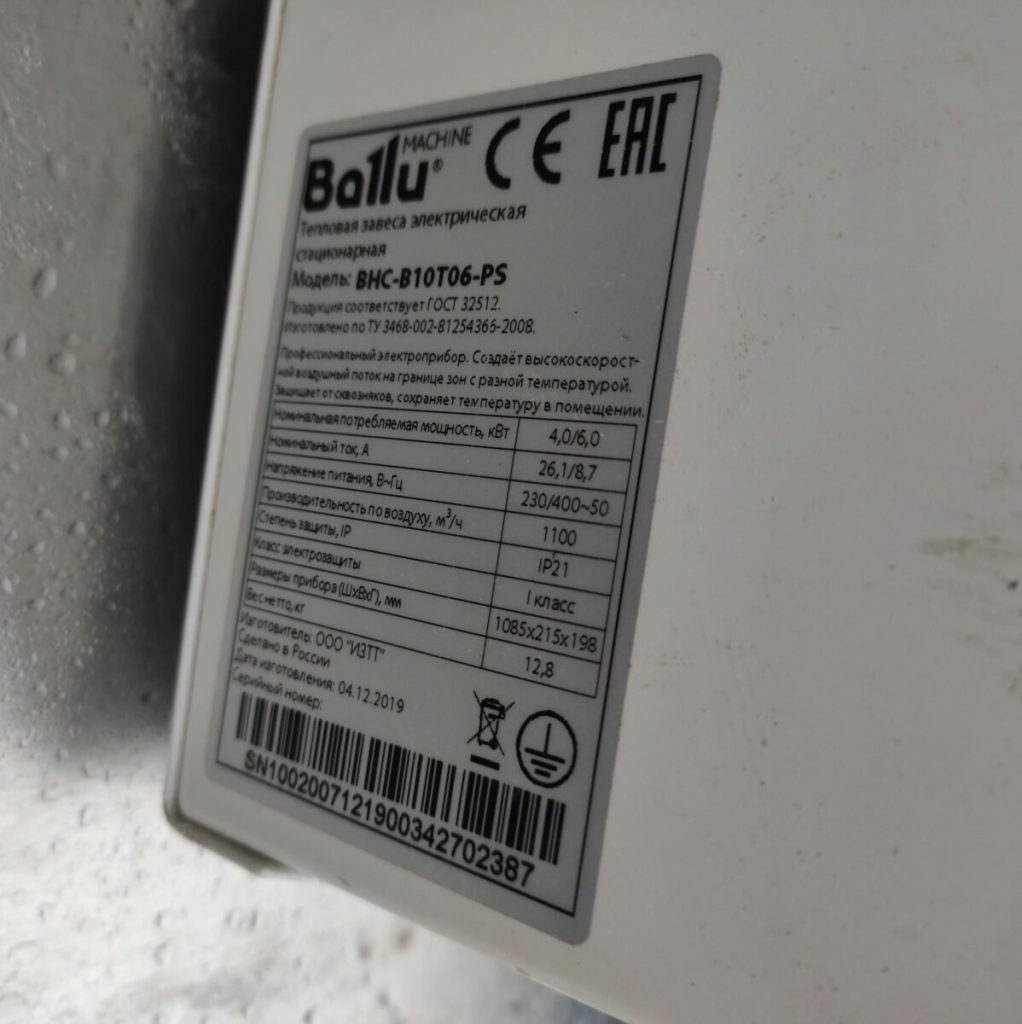 Ballu® MACHINE CE EAC
Тепловая завеса электрическая
стационарная
Модель: BHC-B10T06-PS
Продукция соответствует ГОСТ 32512.
Изготовлено по ТУ 3468-002-81254365-2008.
Профессиональный электроприбор. Создаёт высокоскорост-
ной воздушный поток на границе зон с разной температурой.
Защищает от сквозняков, сохраняет температуру в помещении.
Номинальная потребляемая мощность, кВт 4,0/6,0
Номинальный ток, А 26,1/8,7
Напряжение питания, В~Гц 230/400~50
Производительность по воздуху, м³/ч 1100
Степень защиты, IP IP21
Класс электрозащиты I класс
Размеры прибора (ШхВхГ), мм 1085x215x198
Вес нетто, кг 12,8
Изготовитель: ООО "ИЗТТ"
Сделано в России
Дата изготовления: 04.12.2019
Серийный номер:
SN1002007121900342702387